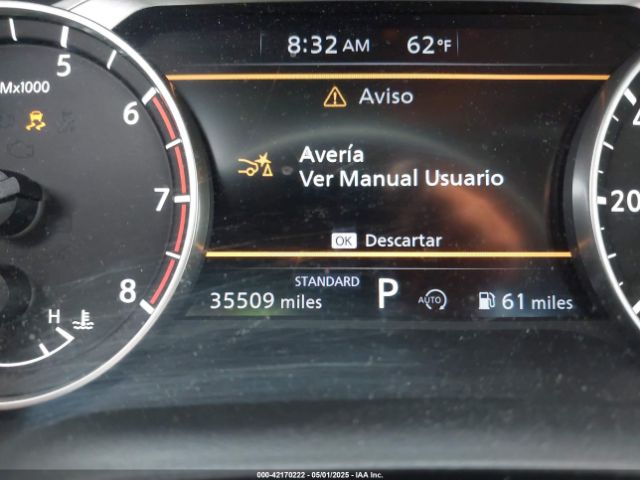 8:32 AM 62°F
5
Mx1000
6
Aviso
Avería
Ver Manual Usuario
7
20
OK Descartar
STANDARD
8
35509 miles P AUTO 61 miles
H
000-42170222 - 05/01/2025 - IAA Inc.